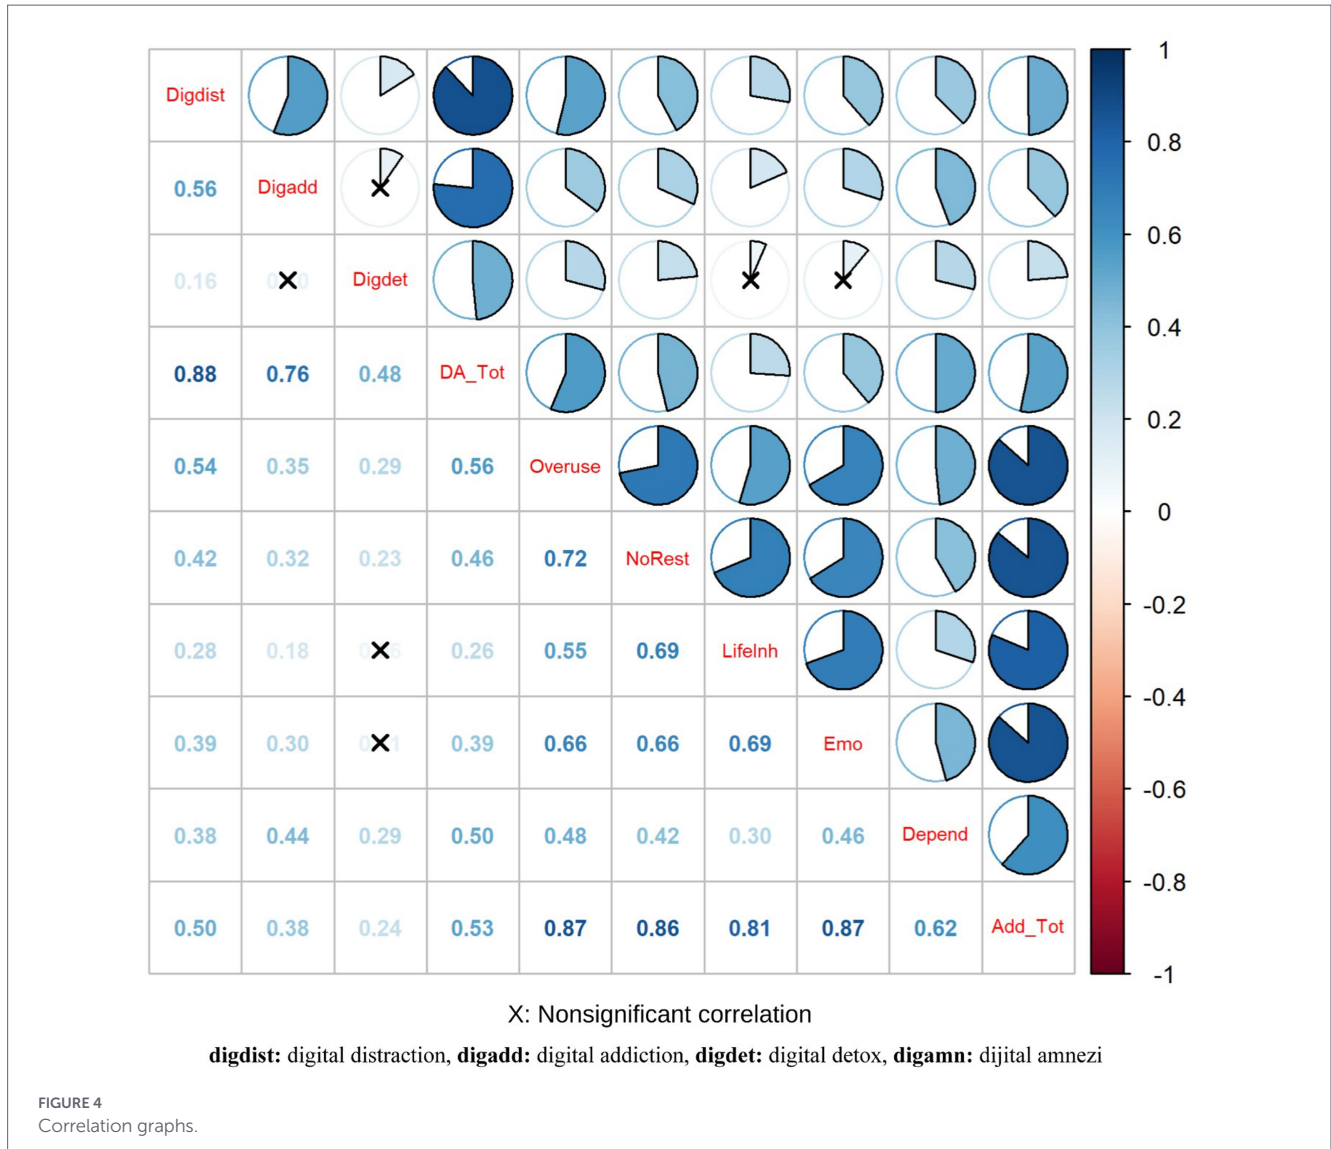 Digdist
1
0.8
0.56 Digadd
0.6
0.16 Digdet
0.4
0.88 0.76 0.48 DA_Tot
0.2
0.54 0.35 0.29 0.56 Overuse
0
0.42 0.32 0.23 0.46 0.72 NoRest
-0.2
0.28 0.18 0.26 0.55 0.69 LifeInh
-0.4
0.39 0.30 0.39 0.66 0.66 0.69 Emo
-0.6
0.38 0.44 0.29 0.50 0.48 0.42 0.30 0.46 Depend
-0.8
0.50 0.38 0.24 0.53 0.87 0.86 0.81 0.87 0.62 Add_Tot
-1
X: Nonsignificant correlation
digdist: digital distraction, digadd: digital addiction, digdet: digital detox, digamn: dijital amnezi
FIGURE 4
Correlation graphs.